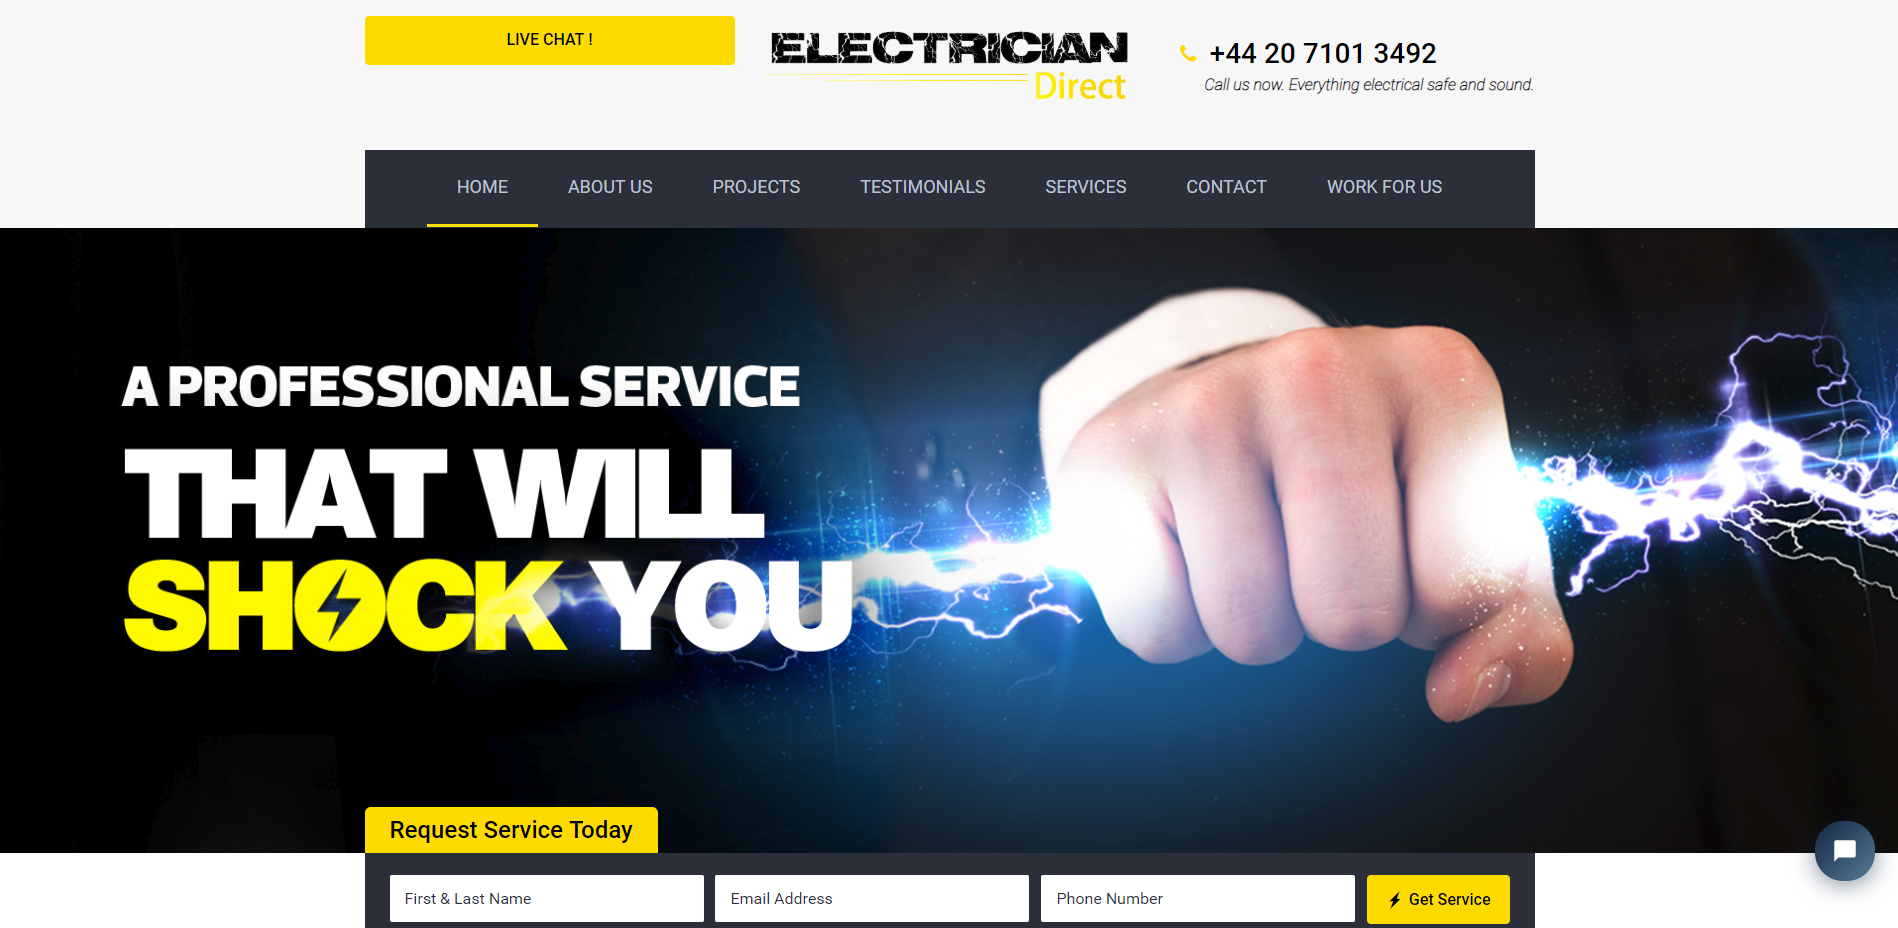 LIVE CHAT !
ELECTRICIAN
Direct
+44 20 7101 3492
Call us now. Everything electrical safe and sound.
HOME ABOUT US PROJECTS TESTIMONIALS SERVICES CONTACT WORK FOR US
A PROFESSIONAL SERVICE
THAT WILL
SHOCK YOU
Request Service Today
First & Last Name Email Address Phone Number Get Service